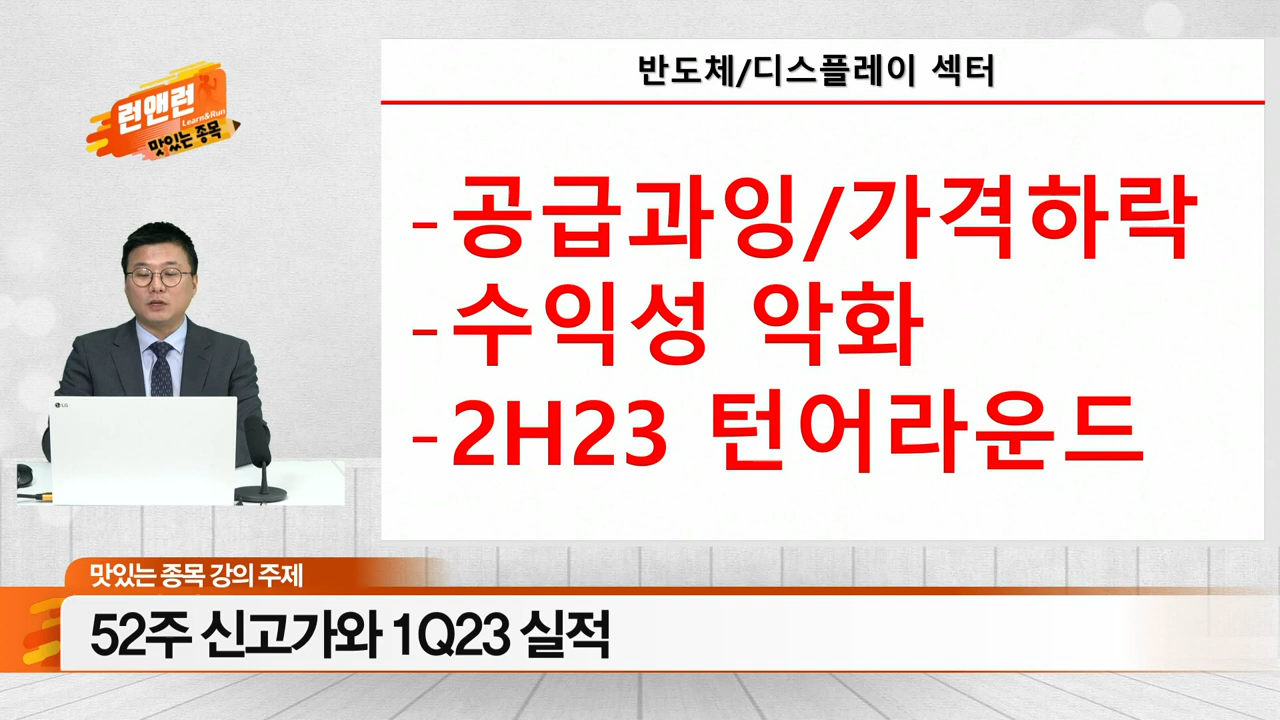 런앤런
Learn&Run
맛있는 종목
반도체/디스플레이 섹터
-공급과잉/가격하락
-수익성 악화
-2H23 턴어라운드
LG
맛있는 종목 강의 주제
52주 신고가와 1Q23 실적